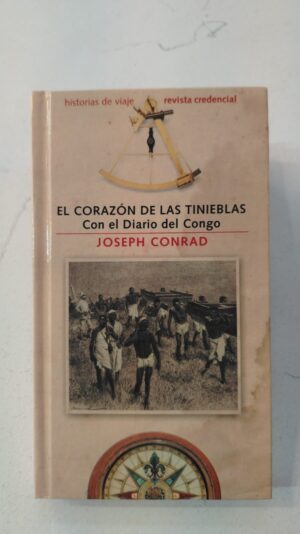 historias de viaje revista credencial
EL CORAZÓN DE LAS TINIEBLAS
Con el Diario del Congo
JOSEPH CONRAD